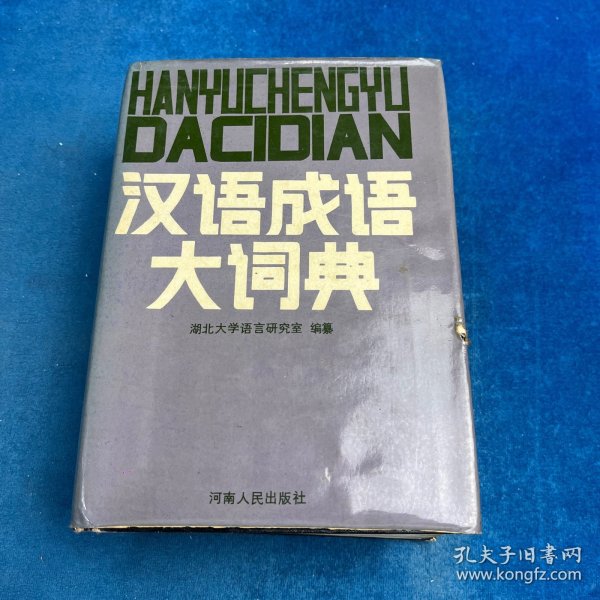 HANYUCHENGYU
DACIDIAN
汉语成语
大词典
湖北大学语言研究室 编纂
河南人民出版社
孔夫子旧书网
www.kongfz.com